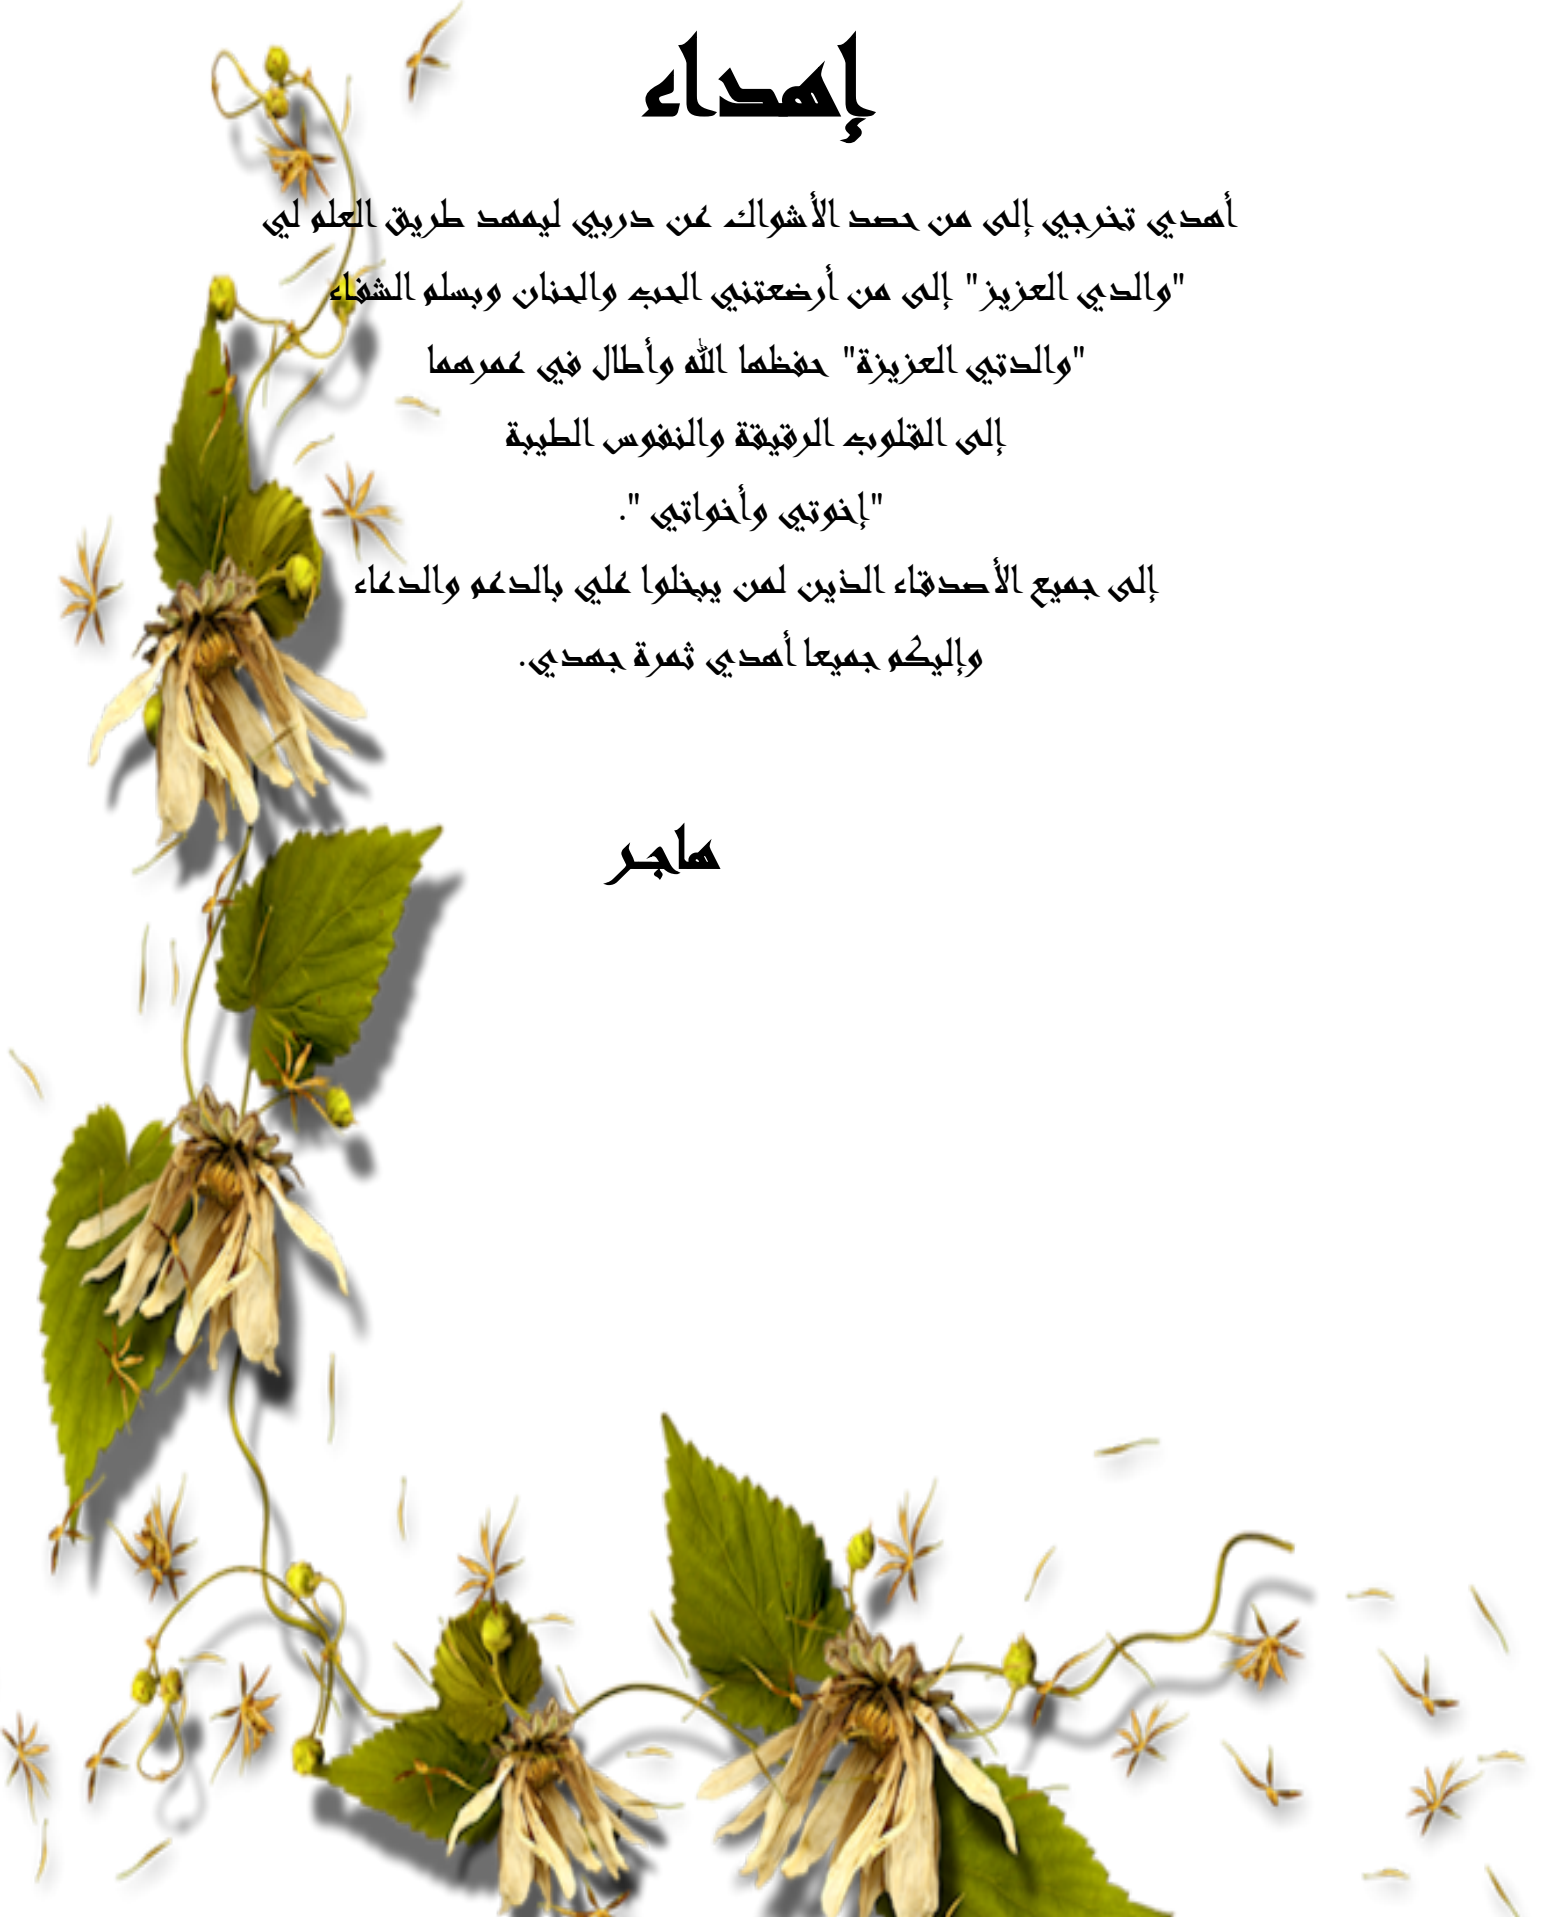 إهداء
أهدي تخرجي إلى من حصد الأشواك عن دربي ليمهد طريق العلم لي
"والدي العزيز" إلى من أرضعتني الحب والحنان وبسلم الشفاء
"والدتي العزيزة" حفظها الله وأطال في عمرهما
إلى القلوب الرقيقة والنفوس الطيبة
"إخوتي وأخواتي ".
إلى جميع الأصدقاء الذين لمن يبخلوا علي بالدعم والدعاء
وإليكم جميعا أهدي ثمرة جهدي.
هاجر